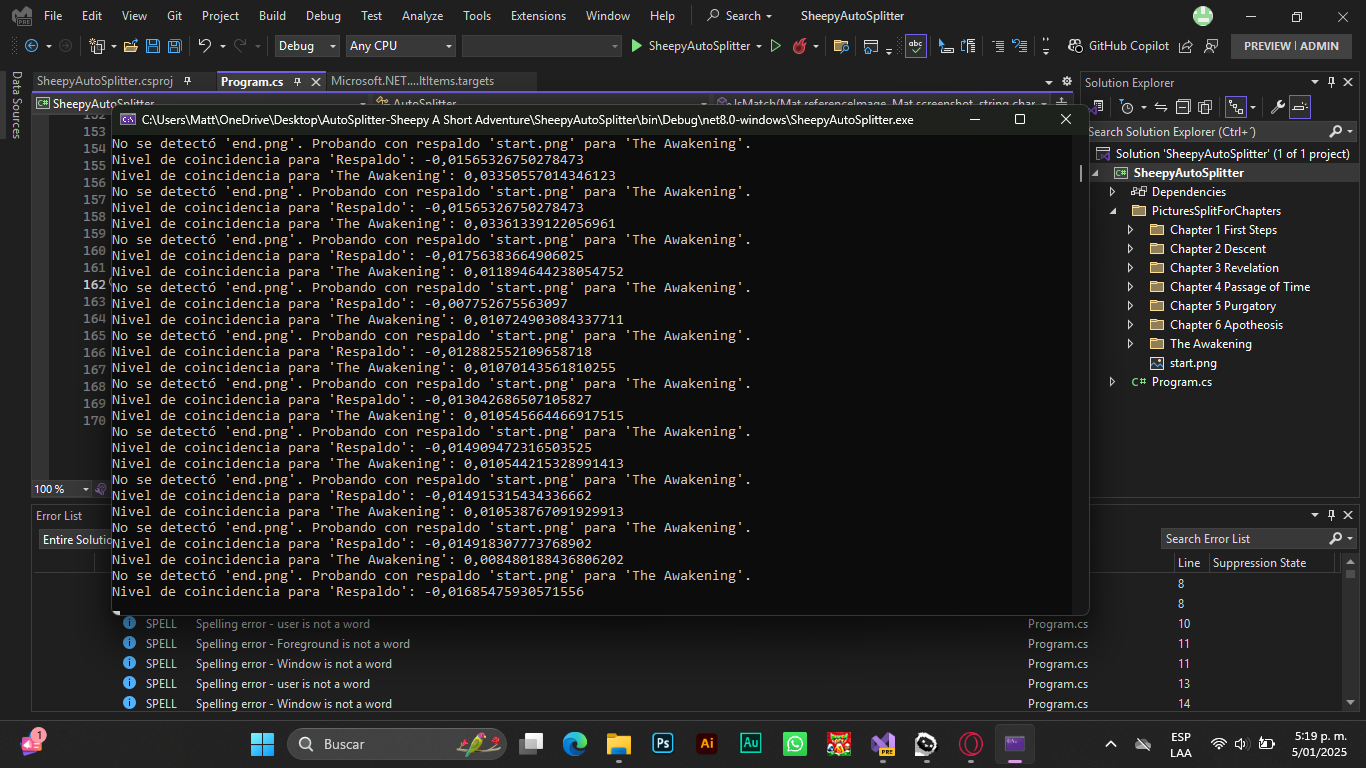 File Edit View Git Project Build Debug Test Analyze Tools Extensions Window Help Search SheepyAutoSplitter
Debug Any CPU SheepyAutoSplitter GitHub Copilot PREVIEW | ADMIN
Data Sources
SheepyAutoSplitter.csproj Program.cs Microsoft.NET....ltItems.targets
C:\Users\Matt\OneDrive\Desktop\AutoSplitter-Sheepy A Short Adventure\SheepyAutoSplitter\bin\Debug\net8.0-windows\SheepyAutoSplitter.exe
No se detectó 'end.png'. Probando con respaldo 'start.png' para 'The Awakening'.
Nivel de coincidencia para 'Respaldo': -0,01565326750278473
Nivel de coincidencia para 'The Awakening': 0,03350557014346123
No se detectó 'end.png'. Probando con respaldo 'start.png' para 'The Awakening'.
Nivel de coincidencia para 'Respaldo': -0,01565326750278473
Nivel de coincidencia para 'The Awakening': 0,03361339122056961
No se detectó 'end.png'. Probando con respaldo 'start.png' para 'The Awakening'.
Nivel de coincidencia para 'Respaldo': -0,01756383664906025
Nivel de coincidencia para 'The Awakening': 0,011894644238054752
No se detectó 'end.png'. Probando con respaldo 'start.png' para 'The Awakening'.
Nivel de coincidencia para 'Respaldo': -0,007752675563097
Nivel de coincidencia para 'The Awakening': 0,010724903084337711
No se detectó 'end.png'. Probando con respaldo 'start.png' para 'The Awakening'.
Nivel de coincidencia para 'Respaldo': -0,012882552109658718
Nivel de coincidencia para 'The Awakening': 0,01070143561810255
No se detectó 'end.png'. Probando con respaldo 'start.png' para 'The Awakening'.
Nivel de coincidencia para 'Respaldo': -0,013042686507105827
Nivel de coincidencia para 'The Awakening': 0,010545664466917515
No se detectó 'end.png'. Probando con respaldo 'start.png' para 'The Awakening'.
Nivel de coincidencia para 'Respaldo': -0,014909472316503525
Nivel de coincidencia para 'The Awakening': 0,010544215328991413
No se detectó 'end.png'. Probando con respaldo 'start.png' para 'The Awakening'.
Nivel de coincidencia para 'Respaldo': -0,014915315434336662
Nivel de coincidencia para 'The Awakening': 0,010538767091929913
No se detectó 'end.png'. Probando con respaldo 'start.png' para 'The Awakening'.
Nivel de coincidencia para 'Respaldo': -0,014918307773768902
Nivel de coincidencia para 'The Awakening': 0,008480188436806202
No se detectó 'end.png'. Probando con respaldo 'start.png' para 'The Awakening'.
Nivel de coincidencia para 'Respaldo': -0,01685475930571556
153
154
155
156
157
158
159
160
161
162
163
164
165
166
167
168
169
170
100 %
Solution Explorer
Search Solution Explorer (Ctrl+´)
Solution 'SheepyAutoSplitter' (1 of 1 project)
SheepyAutoSplitter
Dependencies
PicturesSplitForChapters
Chapter 1 First Steps
Chapter 2 Descent
Chapter 3 Revelation
Chapter 4 Passage of Time
Chapter 5 Purgatory
Chapter 6 Apotheosis
The Awakening
start.png
Program.cs
Error List
Entire Solutio
Search Error List
Line Suppression State
8
8
SPELL Spelling error - user is not a word Program.cs 10
SPELL Spelling error - Foreground is not a word Program.cs 11
SPELL Spelling error - Window is not a word Program.cs 11
SPELL Spelling error - user is not a word Program.cs 13
SPELL Spelling error - Window is not a word Program.cs 14
1
Buscar
Ps
Ai
Au
PRE
ESP
LAA
5:19 p. m.
5/01/2025